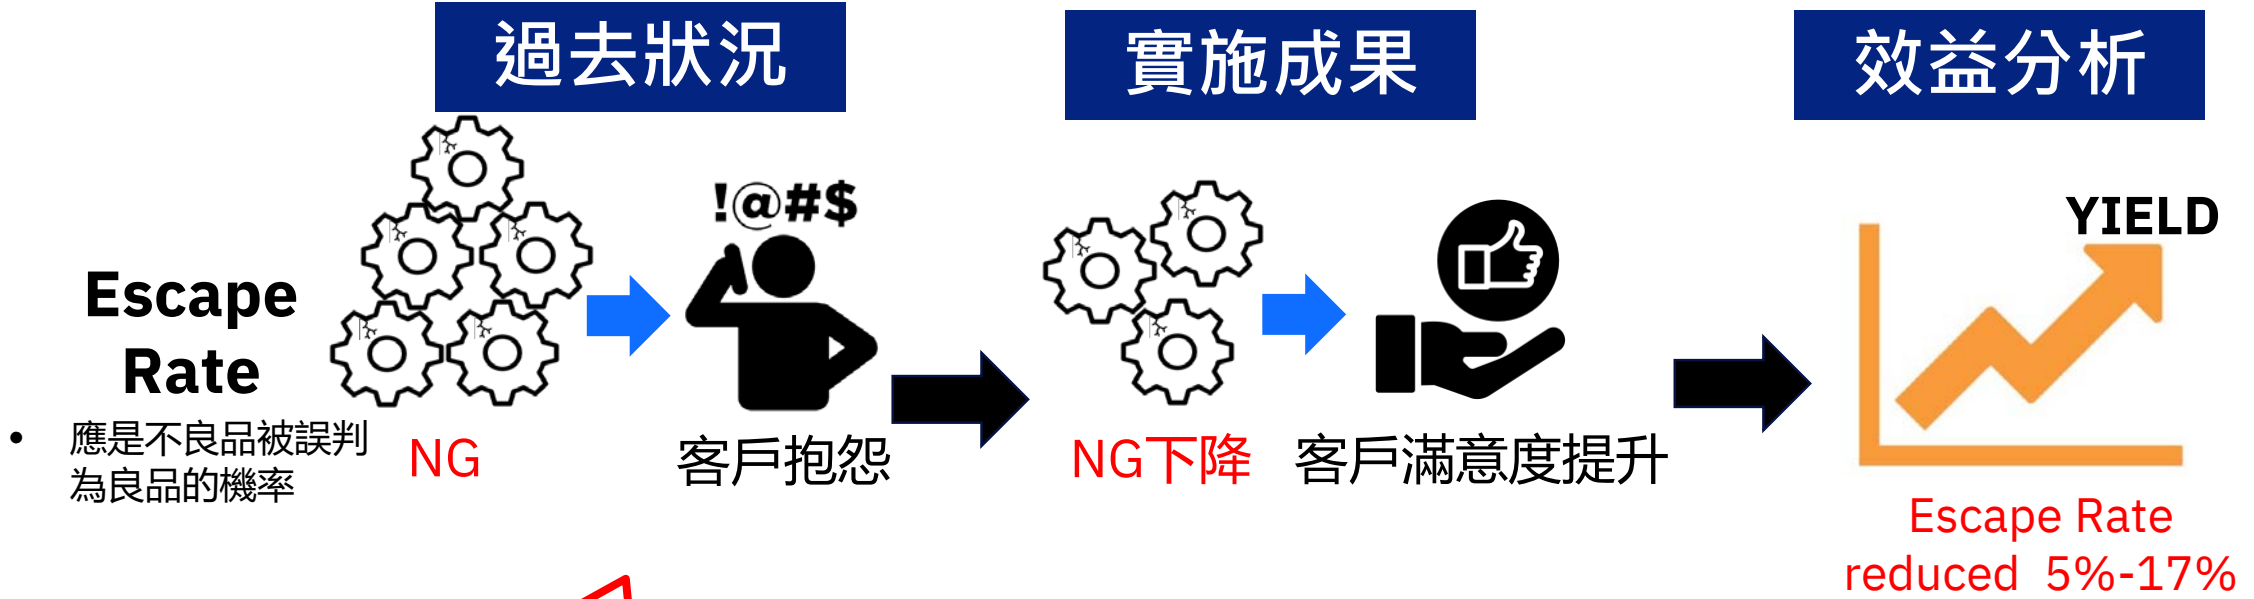 過去狀況
實施成果
效益分析
!@#$
YIELD
Escape
Rate
• 應是不良品被誤判
為良品的機率
NG
客戶抱怨
NG下降
客戶滿意度提升
Escape Rate
reduced 5%-17%